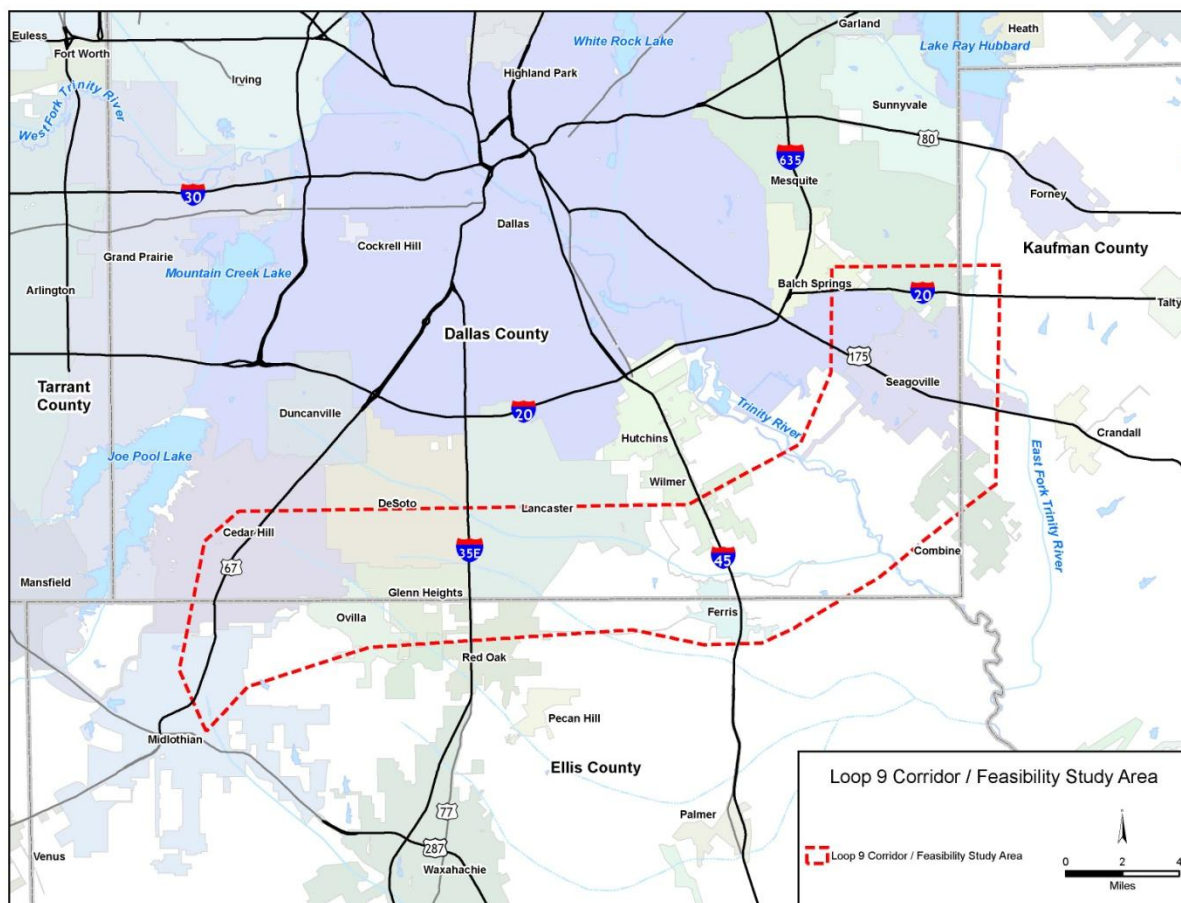 Euless
Fort Worth
Irving
White Rock Lake
Garland
Lake Ray Hubbard
Heath
Highland Park
Sunnyvale
West Fork Trinity River
80
635
Mesquite
30
Forney
Dallas
Cockrell Hill
Kaufman County
Grand Prairie
Mountain Creek Lake
Arlington
Balch Springs
20
Talty
Dallas County
175
Seagoville
Tarrant
County
Duncanville
20
Trinity River
Crandall
Hutchins
Joe Pool Lake
East Fork Trinity River
Wilmer
DeSoto
Lancaster
Cedar Hill
35E
45
Combine
67
Mansfield
Glenn Heights
Ovilla
Ferris
Red Oak
Pecan Hill
Midlothian
Ellis County
77
Palmer
287
Venus
Waxahachie
Loop 9 Corridor / Feasibility Study Area
Loop 9 Corridor / Feasibility Study Area
0 2 4
Miles